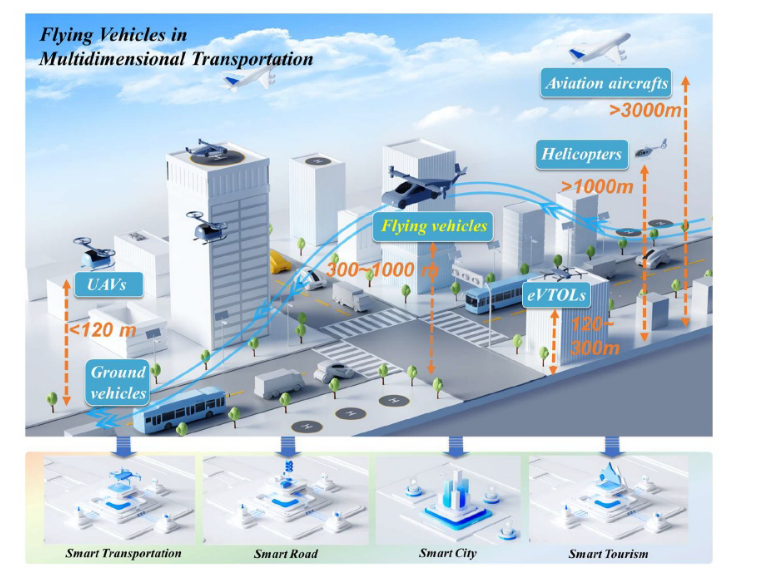 Flying Vehicles in
Multidimensional Transportation
Aviation aircrafts
>3000m
Helicopters
>1000m
Flying vehicles
300~1000 m
UAVs
<120 m
eVTOLs
120~
300m
Ground
vehicles
H
H
H
H
H
H
Smart Transportation
Smart Road
Smart City
Smart Tourism